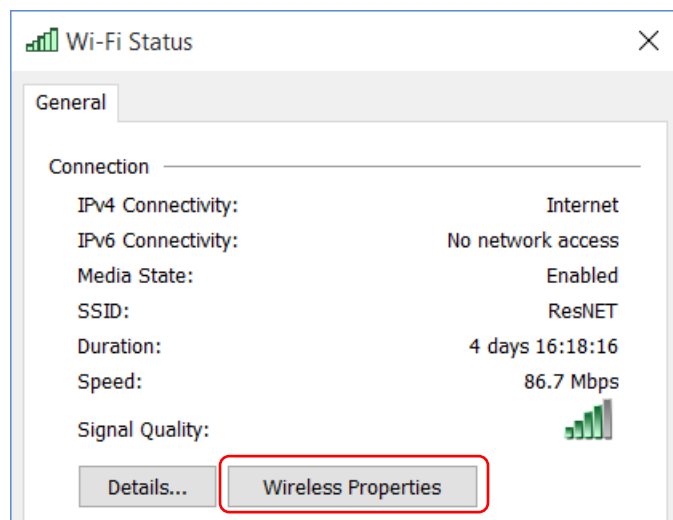 Wi-Fi Status
General
Connection
IPv4 Connectivity: Internet
IPv6 Connectivity: No network access
Media State: Enabled
SSID: ResNET
Duration: 4 days 16:18:16
Speed: 86.7 Mbps
Signal Quality:
Details... Wireless Properties